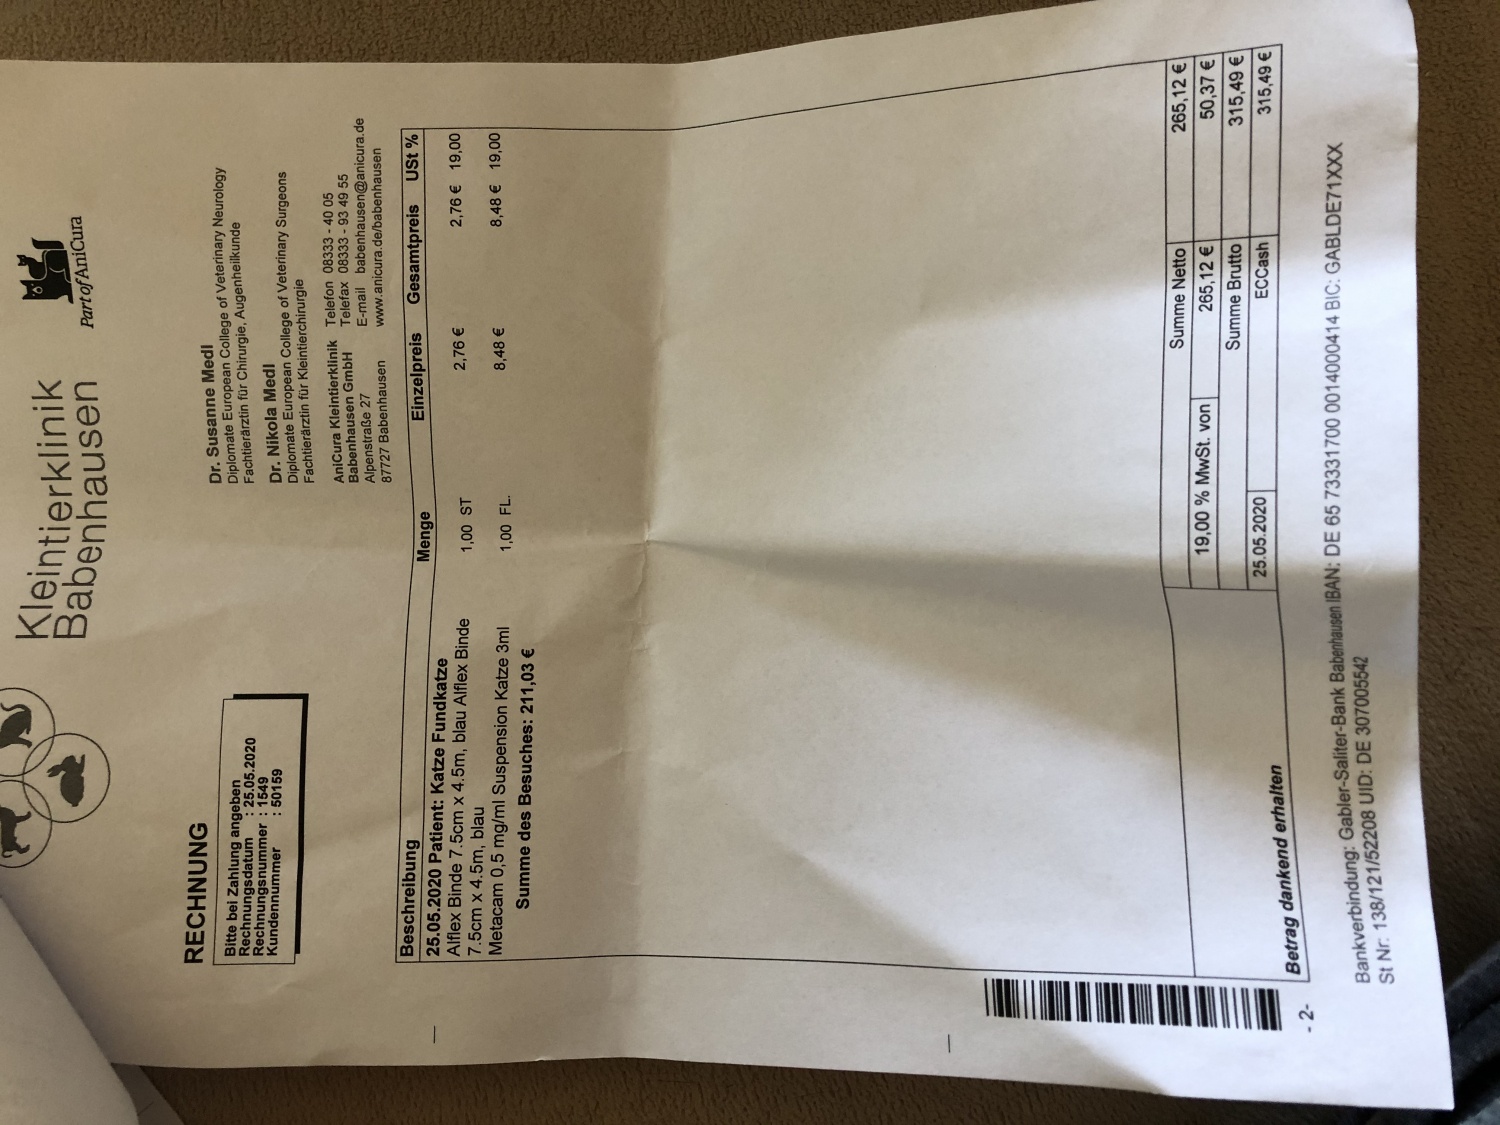 Kleintierklinik
Babenhausen
Part of AniCura
RECHNUNG
Bitte bei Zahlung angeben
Rechnungsdatum : 25.05.2020
Rechnungsnummer : 1549
Kundennummer : 50159
Dr. Susanne Medl
Diplomate European College of Veterinary Neurology
Fachtierärztin für Chirurgie, Augenheilkunde
Dr. Nikola Medl
Diplomate European College of Veterinary Surgeons
Fachtierärztin für Kleintierchirurgie
AniCura Kleintierklinik Telefon 08333 - 40 05
Babenhausen GmbH Telefax 08333 - 93 49 55
Alpenstraße 27 E-mail babenhausen@anicura.de
87727 Babenhausen www.anicura.de/babenhausen
Beschreibung Menge Einzelpreis Gesamtpreis USt %
25.05.2020 Patient: Katze Fundkatze
Alflex Binde 7.5cm x 4.5m, blau Alflex Binde 1,00 ST 2,76 € 2,76 € 19,00
7.5cm x 4.5m, blau
Metacam 0,5 mg/ml Suspension Katze 3ml 1,00 FL. 8,48 € 8,48 € 19,00
Summe des Besuches: 211,03 €
Summe Netto 265,12 €
19,00 % MwSt. von 265,12 € 50,37 €
Summe Brutto 315,49 €
25.05.2020 ECCash 315,49 €
Betrag dankend erhalten
- 2-
Bankverbindung: Gabler-Saliter-Bank Babenhausen IBAN: DE 65 73331700 0014000414 BIC: GABLDE71XXX
St Nr. 138/121/52208 UID: DE 307005542